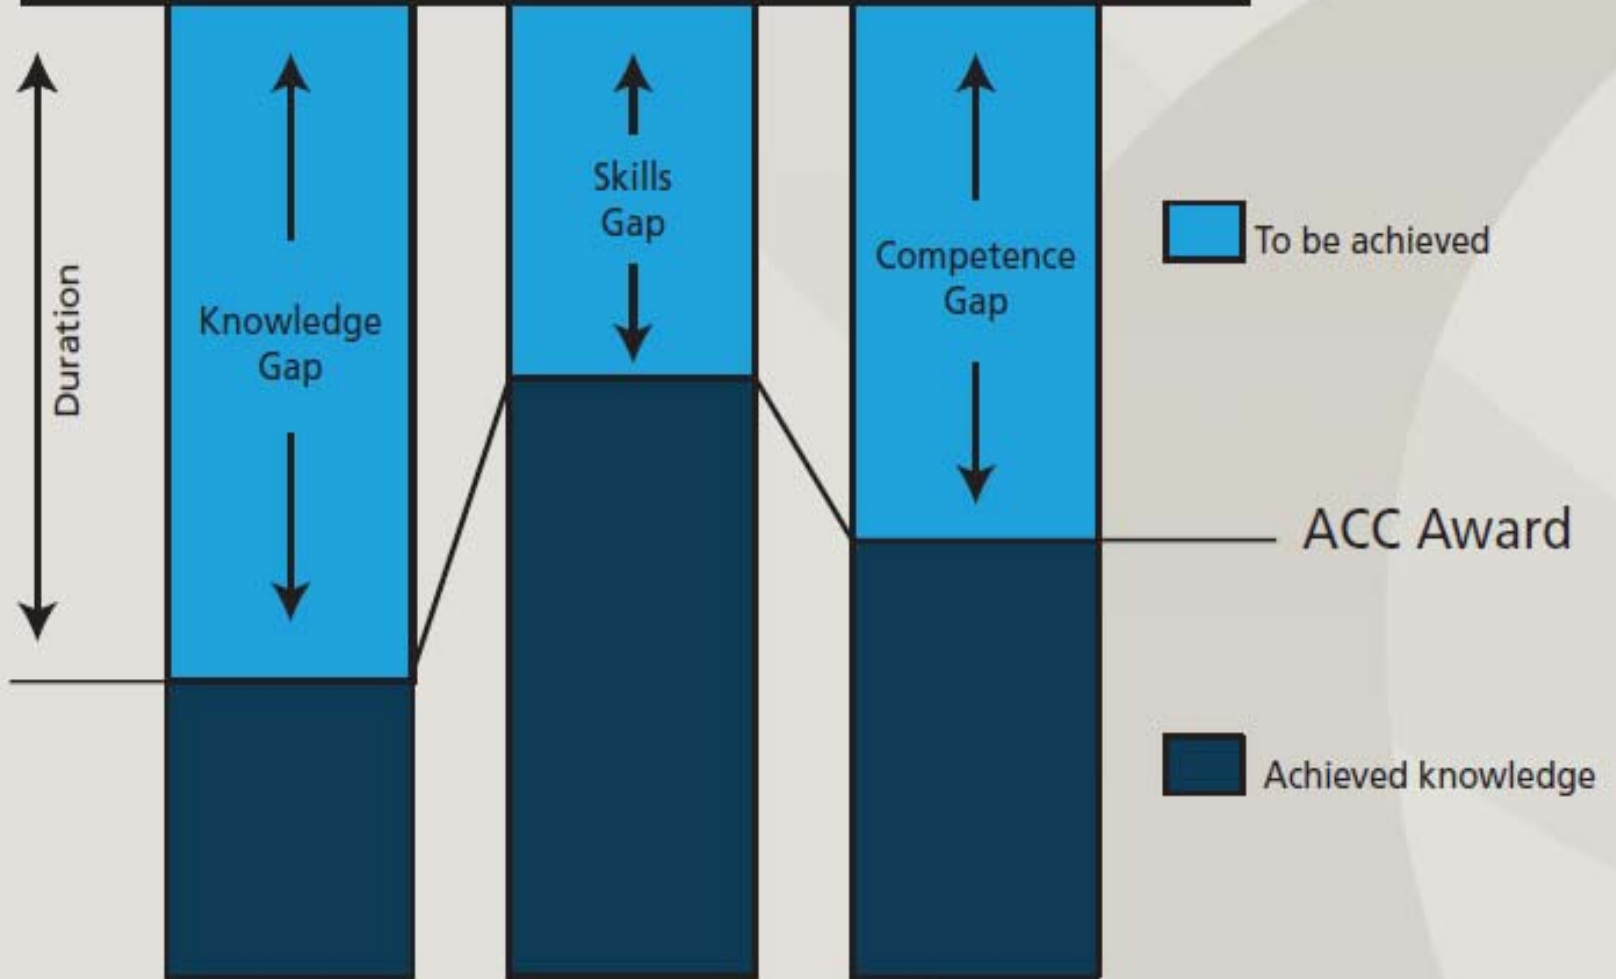 Duration
Knowledge
Gap
Skills
Gap
Competence
Gap
To be achieved
ACC Award
Achieved knowledge